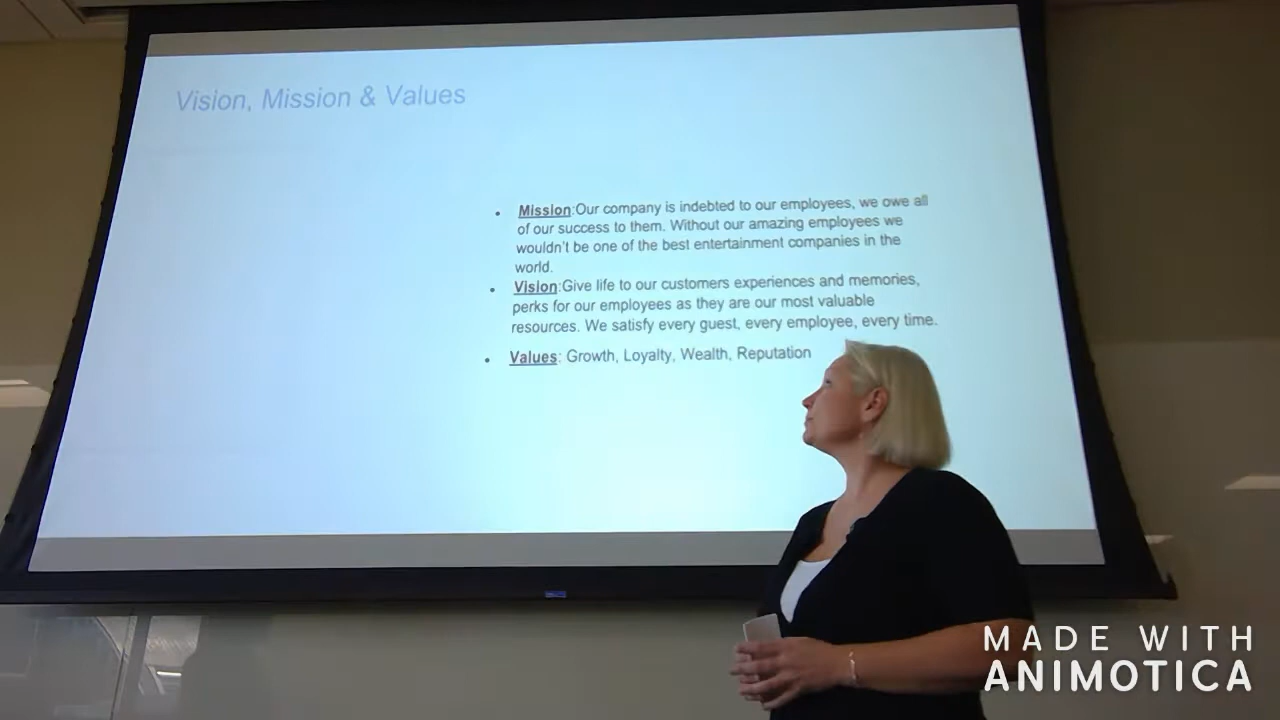 Vision, Mission & Values
• Mission:Our company is indebted to our employees, we owe all
of our success to them. Without our amazing employees we
wouldn't be one of the best entertainment companies in the
world.
• Vision:Give life to our customers experiences and memories,
perks for our employees as they are our most valuable
resources. We satisfy every guest, every employee, every time.
• Values: Growth, Loyalty, Wealth, Reputation
MADE WITH
ANIMOTICA